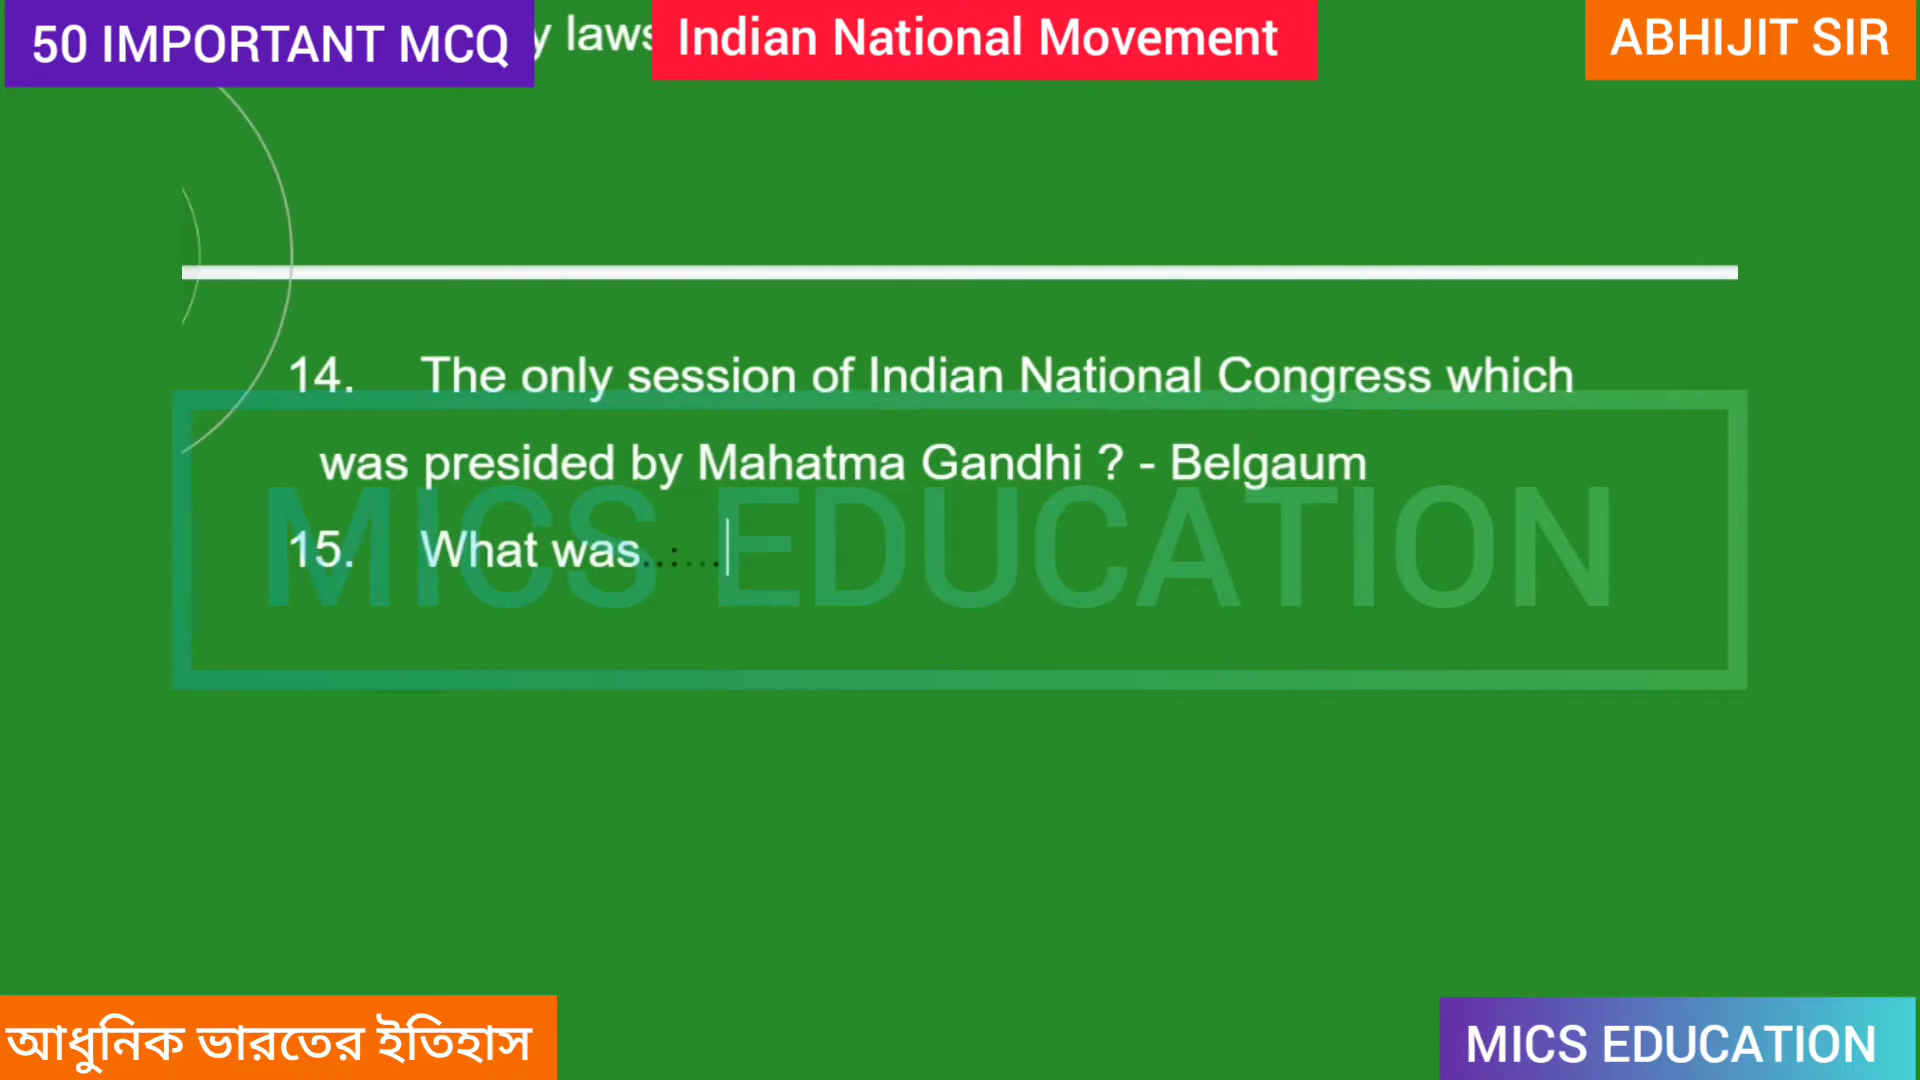 50 IMPORTANT MCQ
y laws
Indian National Movement
ABHIJIT SIR
14. The only session of Indian National Congress which
was presided by Mahatma Gandhi ? - Belgaum
15. What was..:...
MICS EDUCATION
আধুনিক ভারতের ইতিহাস
MICS EDUCATION